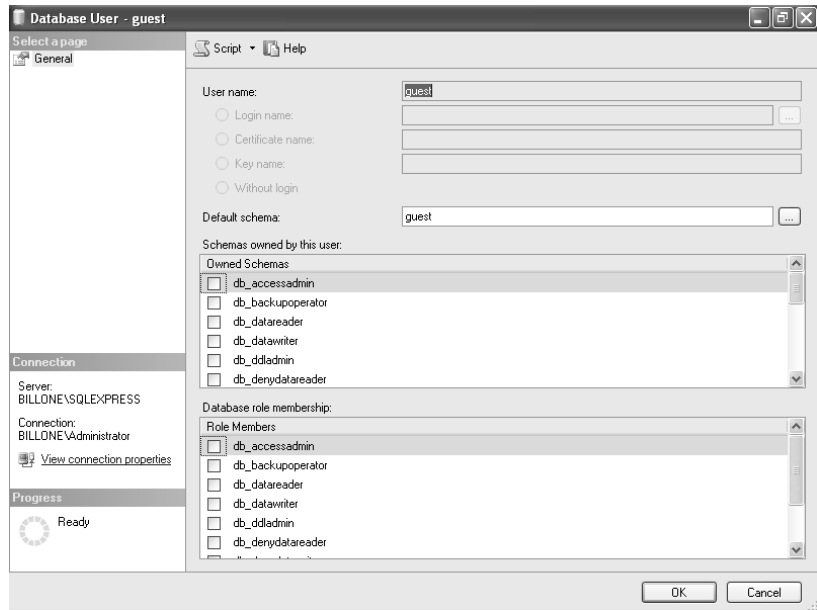 Database User - guest
Select a page
General
Script Help
User name: guest
Login name: ...
Certificate name:
Key name:
Without login
Default schema: guest ...
Schemas owned by this user:
Owned Schemas
db_accessadmin
db_backupoperator
db_datareader
db_datawriter
db_ddladmin
db_denydatareader
Database role membership:
Role Members
db_accessadmin
db_backupoperator
db_datareader
db_datawriter
db_ddladmin
db_denydatareader
Connection
Server:
BILLONE\SQLEXPRESS
Connection:
BILLONE\Administrator
View connection properties
Progress
Ready
OK Cancel